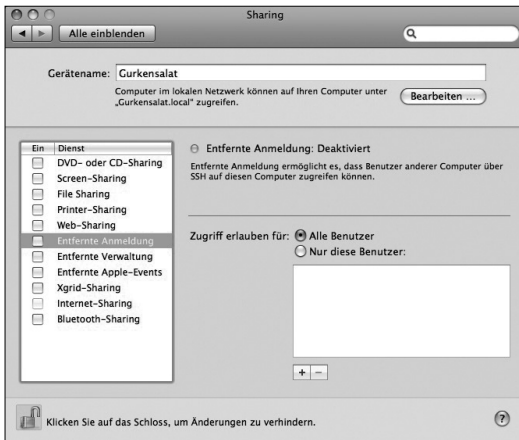 Sharing
Alle einblenden
Gerätename: Gurkensalat
Computer im lokalen Netzwerk können auf Ihren Computer unter
„Gurkensalat.local“ zugreifen.
Bearbeiten ...
Ein Dienst
DVD- oder CD-Sharing
Screen-Sharing
File Sharing
Printer-Sharing
Web-Sharing
Entfernte Anmeldung
Entfernte Verwaltung
Entfernte Apple-Events
Xgrid-Sharing
Internet-Sharing
Bluetooth-Sharing
Entfernte Anmeldung: Deaktiviert
Entfernte Anmeldung ermöglicht es, dass Benutzer anderer Computer über
SSH auf diesen Computer zugreifen können.
Zugriff erlauben für: Alle Benutzer
Nur diese Benutzer:
+ −
Klicken Sie auf das Schloss, um Änderungen zu verhindern.
?